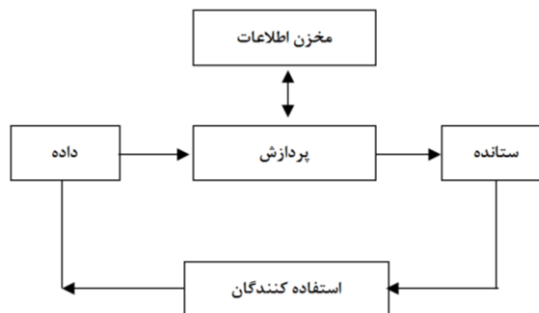 مخزن اطلاعات
داده
پردازش
ستانده
استفاده کنندگان